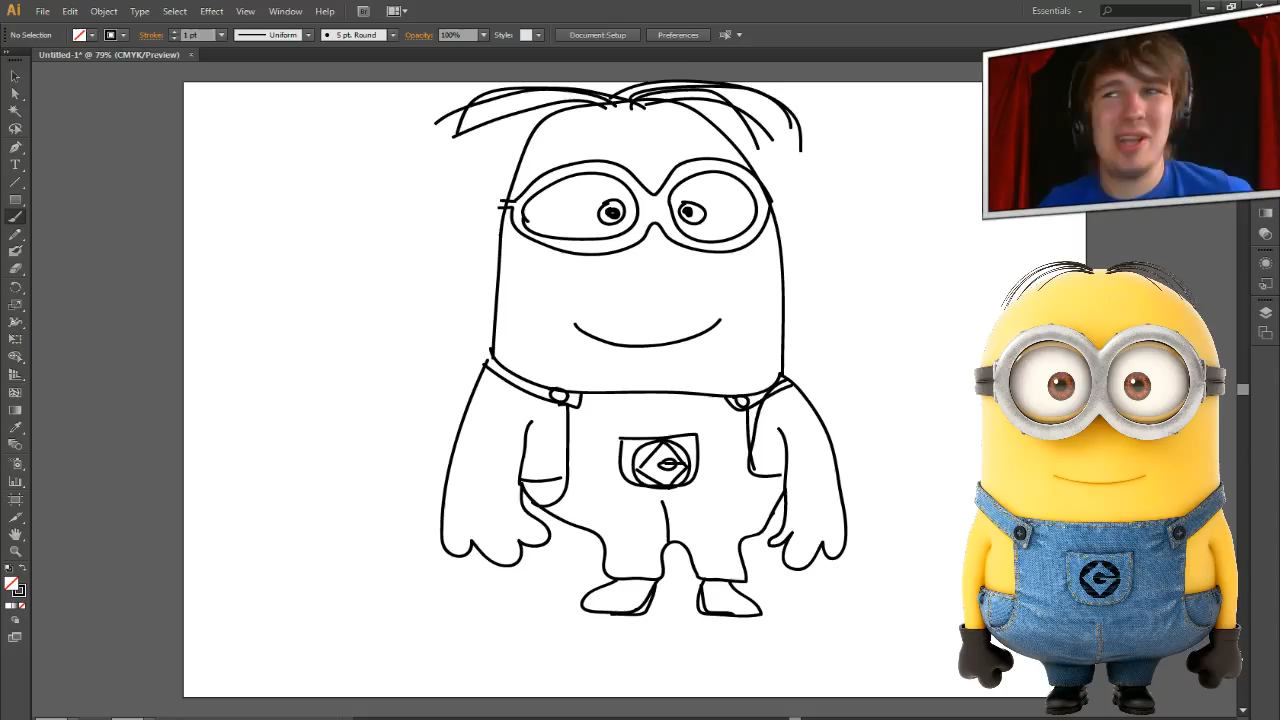 Ai File Edit Object Type Select Effect View Window Help Br Essentials
No Selection Stroke: 1 pt Uniform 5 pt. Round Opacity: 100% Style: Document Setup Preferences
Untitled-1* @ 79% (CMYK/Preview) ×
T
G